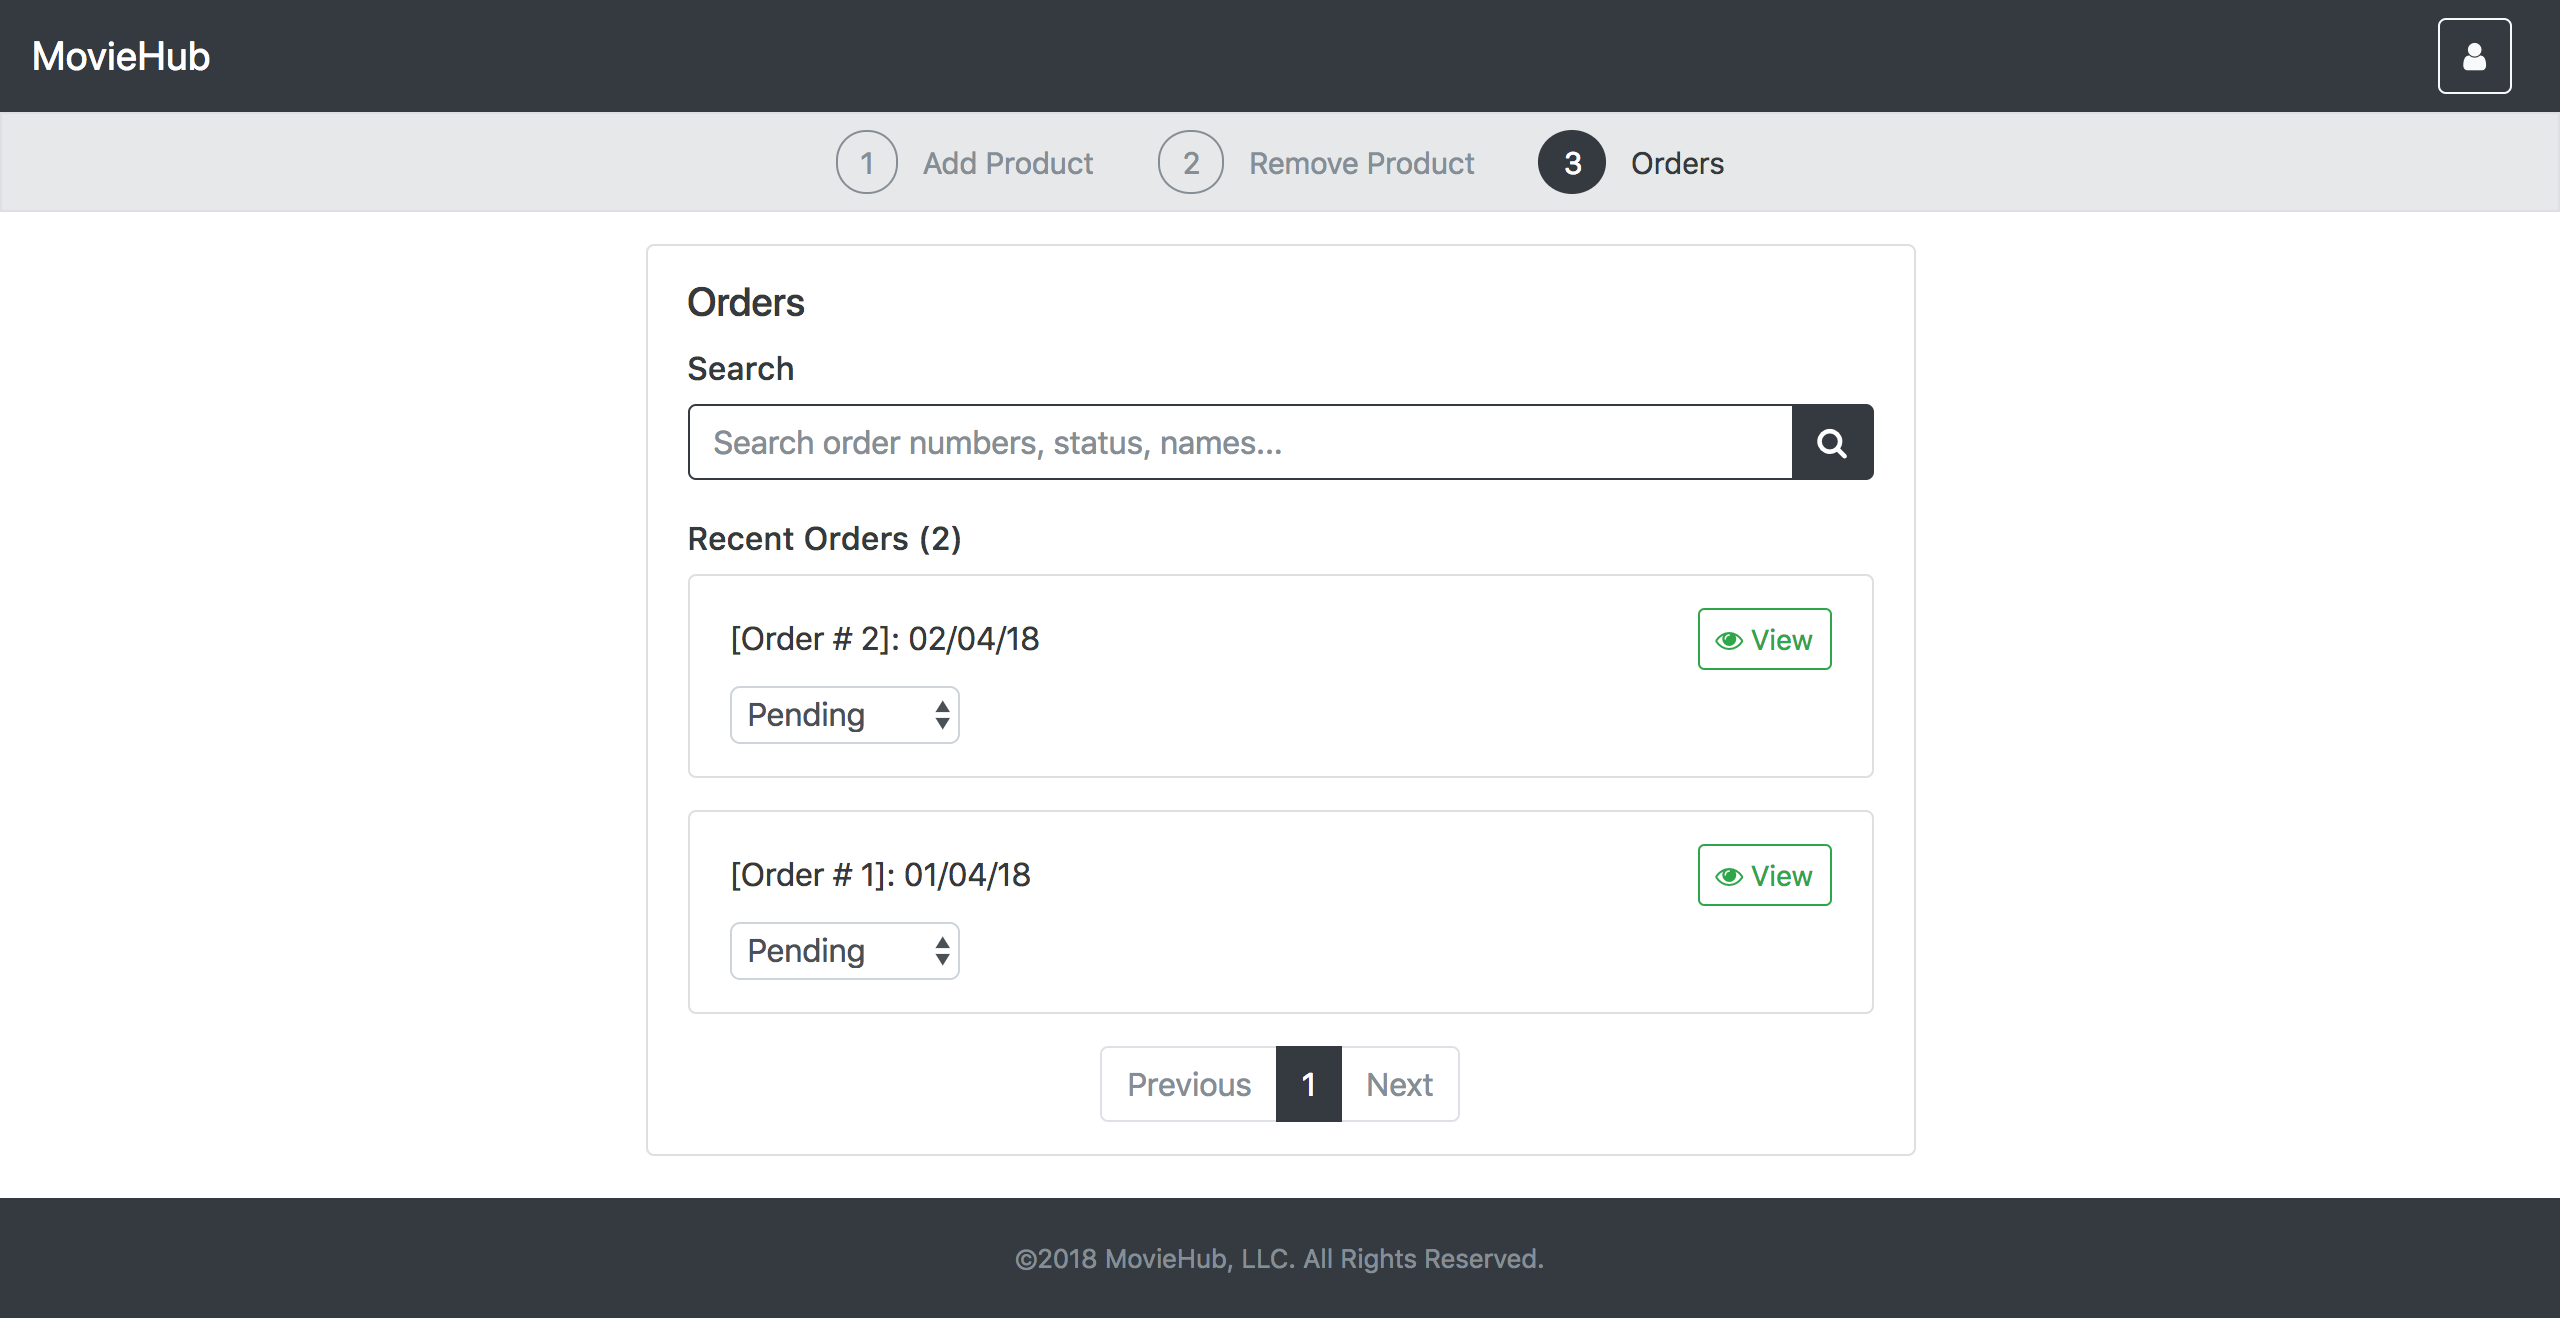 MovieHub
1 Add Product 2 Remove Product 3 Orders
Orders
Search
Search order numbers, status, names...
Recent Orders (2)
[Order # 2]: 02/04/18 View
Pending
[Order # 1]: 01/04/18 View
Pending
Previous 1 Next
©2018 MovieHub, LLC. All Rights Reserved.